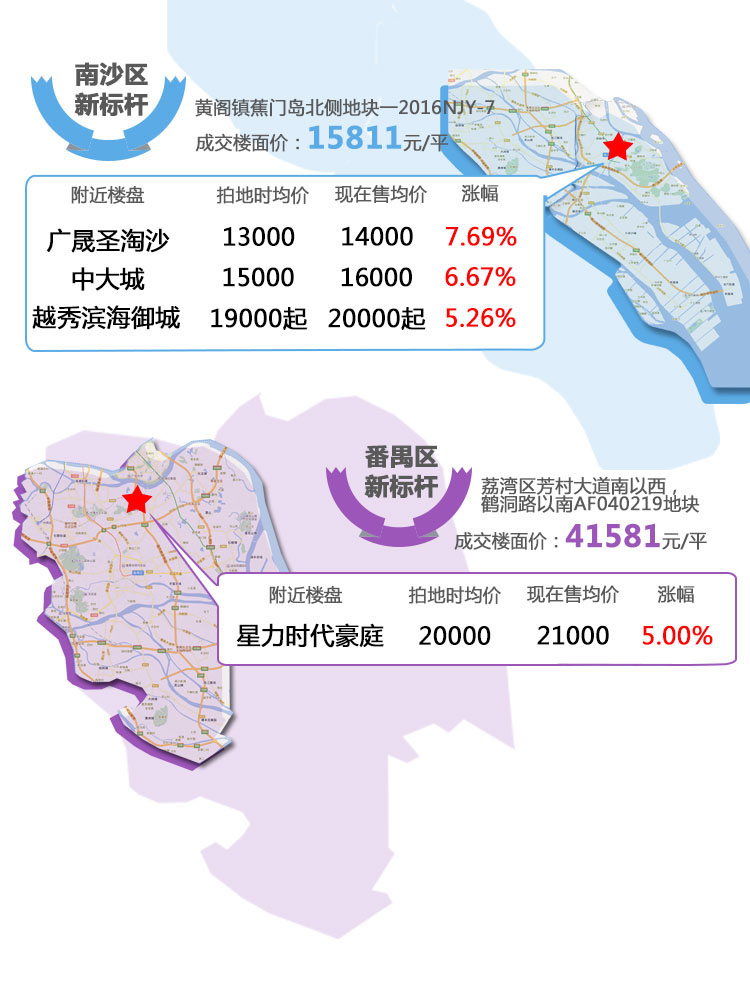 南沙区
新标杆
黄阁镇蕉门岛北侧地块一2016NJY-7
成交楼面价：15811元/平
附近楼盘 拍地时均价 现在售均价 涨幅
广晟圣淘沙 13000 14000 7.69%
中大城 15000 16000 6.67%
越秀滨海御城 19000起 20000起 5.26%
番禺区
新标杆
荔湾区芳村大道南以西，
鹤洞路以南AF040219地块
成交楼面价：41581元/平
附近楼盘 拍地时均价 现在售均价 涨幅
星力时代豪庭 20000 21000 5.00%